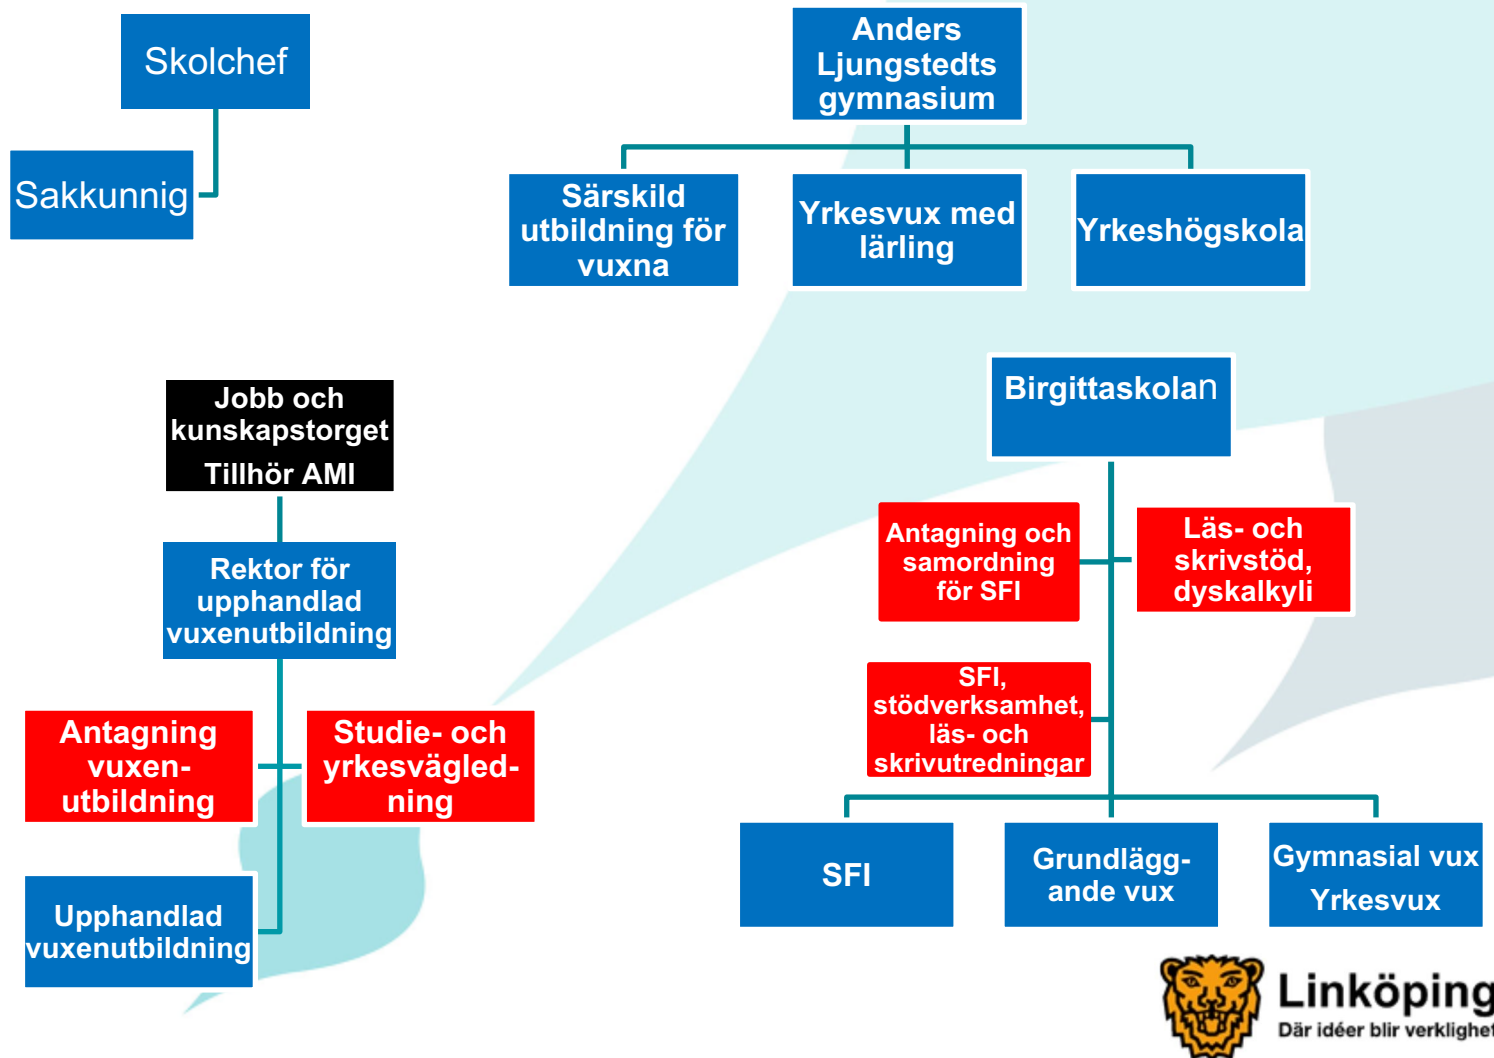 Skolchef
Sakkunnig
Anders
Ljungstedts
gymnasium
Särskild
utbildning för
vuxna
Yrkesvux med
lärling
Yrkeshögskola
Jobb och
kunskapstorget
Tillhör AMI
Rektor för
upphandlad
vuxenutbildning
Antagning
vuxen-
utbildning
Studie- och
yrkesvägled-
ning
Upphandlad
vuxenutbildning
Birgittaskolan
Antagning och
samordning
för SFI
Läs- och
skrivstöd,
dyskalkyli
SFI,
stödverksamhet,
läs- och
skrivutredningar
SFI
Grundlägg-
ande vux
Gymnasial vux
Yrkesvux
Linköping
Där idéer blir verklighet